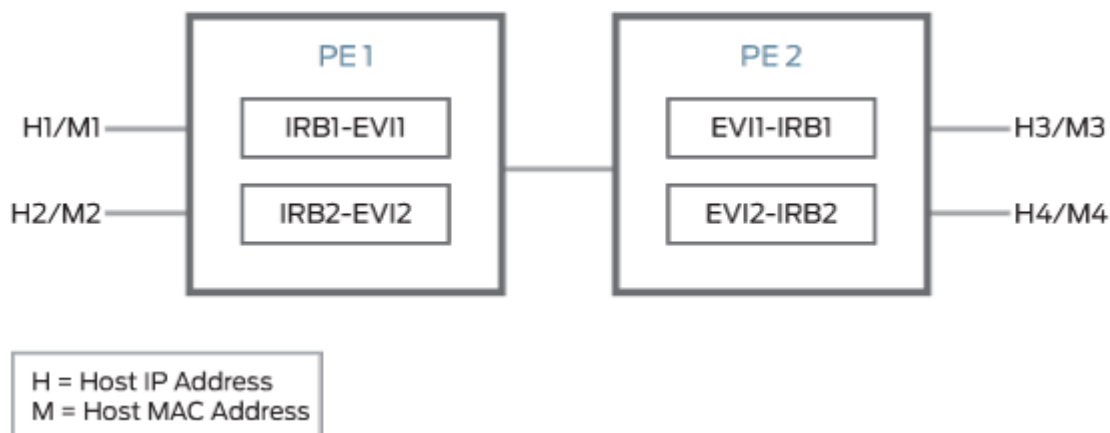 PE 1
PE 2
H1/M1
IRB1-EVI1
EVI1-IRB1
H3/M3
H2/M2
IRB2-EVI2
EVI2-IRB2
H4/M4
H = Host IP Address
M = Host MAC Address